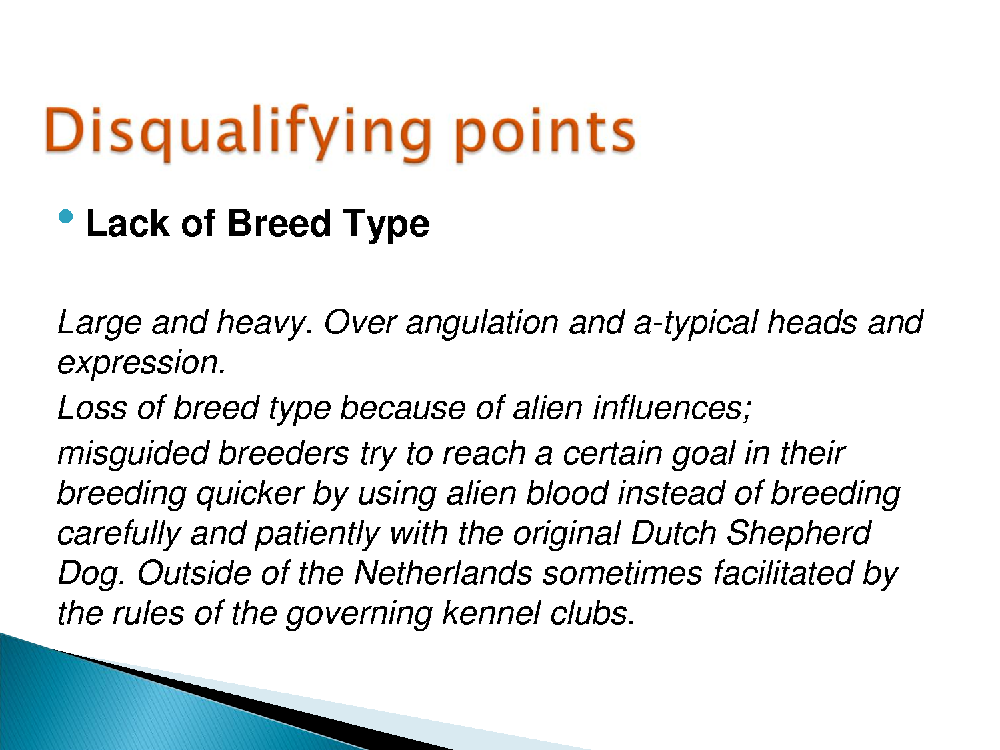 Disqualifying points
• Lack of Breed Type
Large and heavy. Over angulation and a-typical heads and
expression.
Loss of breed type because of alien influences;
misguided breeders try to reach a certain goal in their
breeding quicker by using alien blood instead of breeding
carefully and patiently with the original Dutch Shepherd
Dog. Outside of the Netherlands sometimes facilitated by
the rules of the governing kennel clubs.